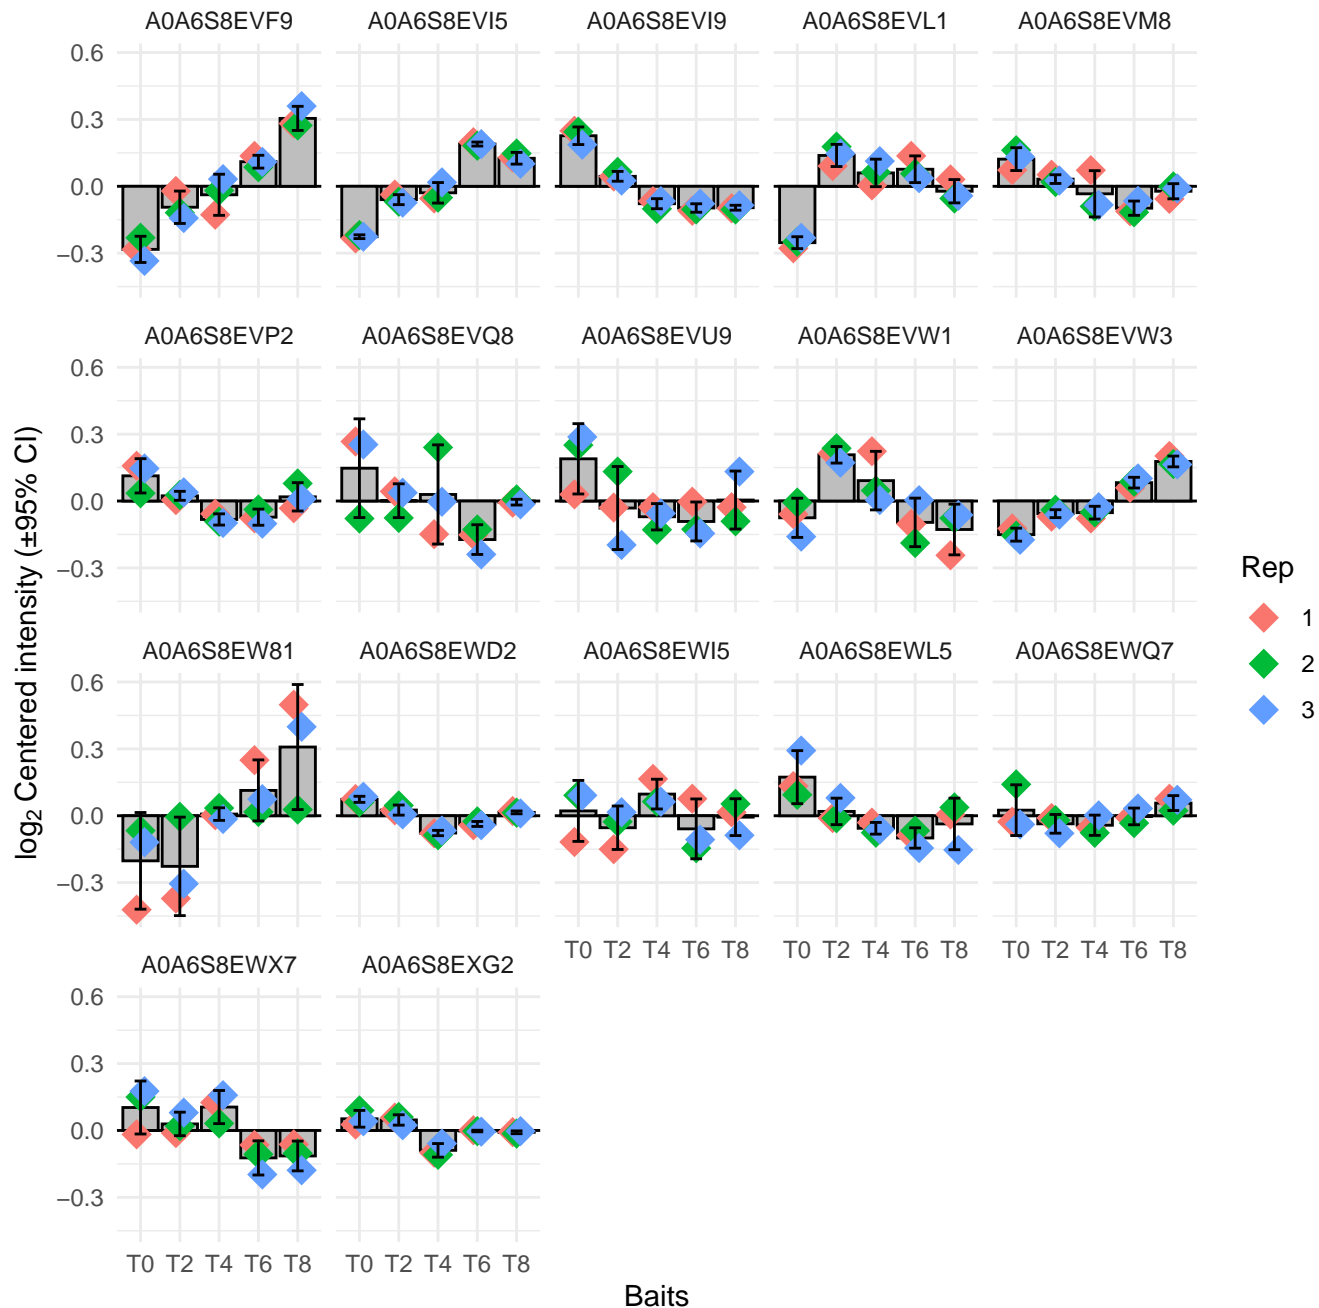 A0A6S8EVF9 A0A6S8EVI5 A0A6S8EVI9 A0A6S8EVL1 A0A6S8EVM8
0.6
0.3
0.0
−0.3
A0A6S8EVP2 A0A6S8EVQ8 A0A6S8EVU9 A0A6S8EVW1 A0A6S8EVW3
0.6
0.3
0.0
−0.3
A0A6S8EW81 A0A6S8EWD2 A0A6S8EWI5 A0A6S8EWL5 A0A6S8EWQ7
0.6
0.3
0.0
−0.3
T0 T2 T4 T6 T8 T0 T2 T4 T6 T8 T0 T2 T4 T6 T8
A0A6S8EWX7 A0A6S8EXG2
0.6
0.3
0.0
−0.3
T0 T2 T4 T6 T8 T0 T2 T4 T6 T8
Baits
log2 Centered intensity (±95% CI)
Rep
1
2
3